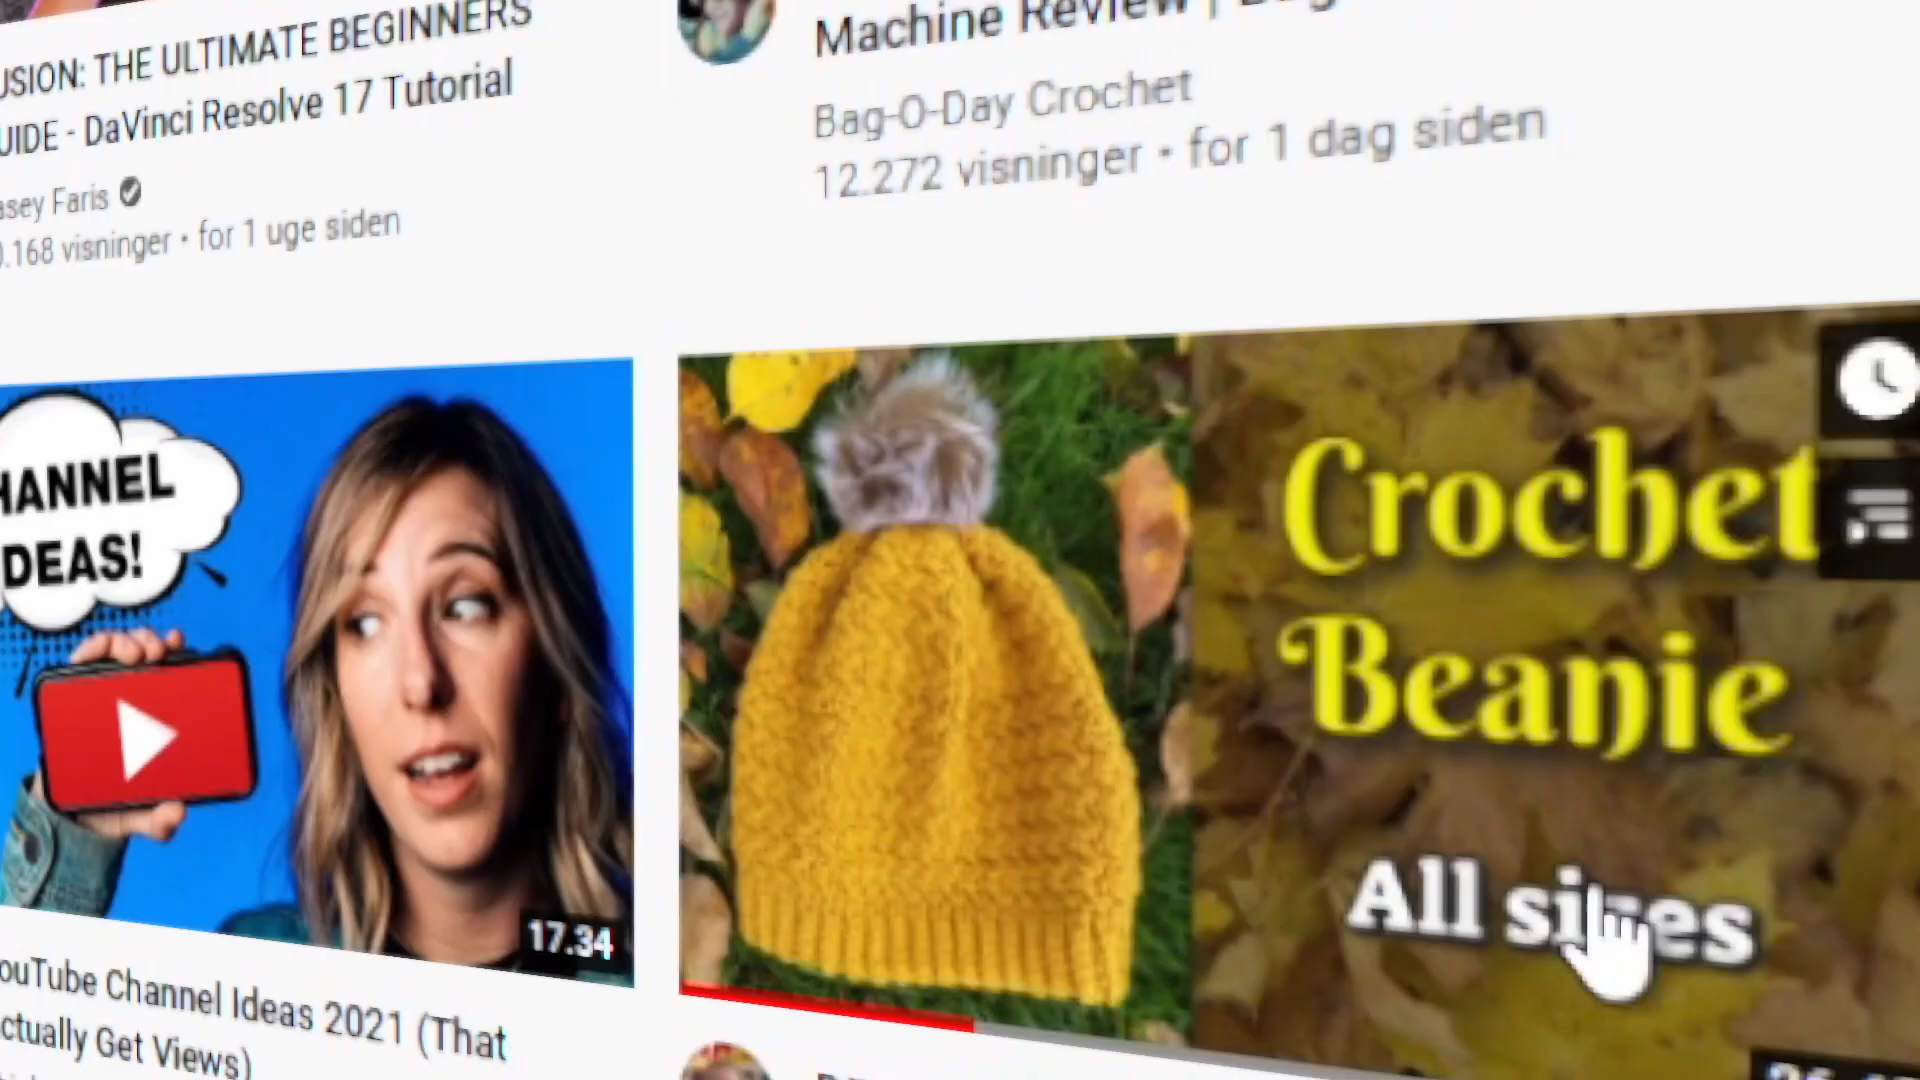 USION: THE ULTIMATE BEGINNERS
UIDE - DaVinci Resolve 17 Tutorial
asey Faris
0.168 visninger • for 1 uge siden
Machine Review |
Bag-O-Day Crochet
12.272 visninger • for 1 dag siden
HANNEL
DEAS!
17.34
ouTube Channel Ideas 2021 (That
ctually Get Views)
Crochet
Beanie
All sizes